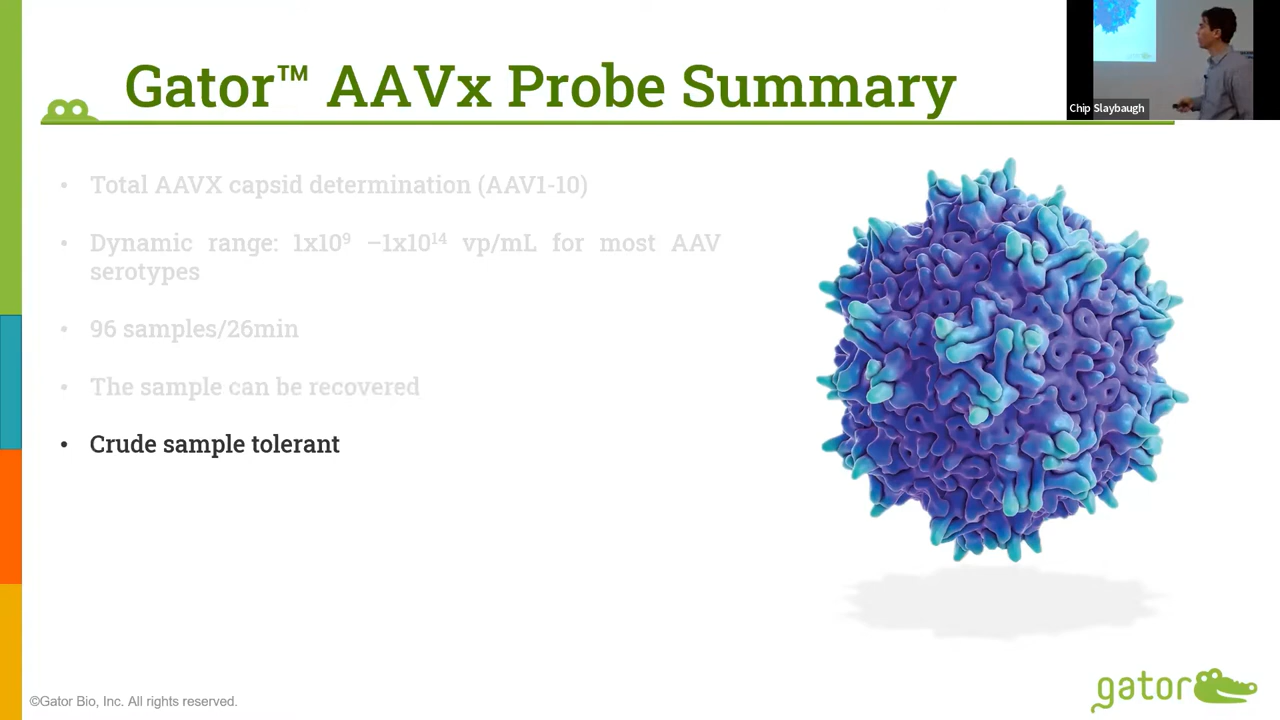 Gator™ AAVx Probe Summary
Chip Slaybaugh
• Total AAVX capsid determination (AAV1-10)
• Dynamic range: 1x10⁹ –1x10¹⁴ vp/mL for most AAV
serotypes
• 96 samples/26min
• The sample can be recovered
• Crude sample tolerant
©Gator Bio, Inc. All rights reserved.
gator